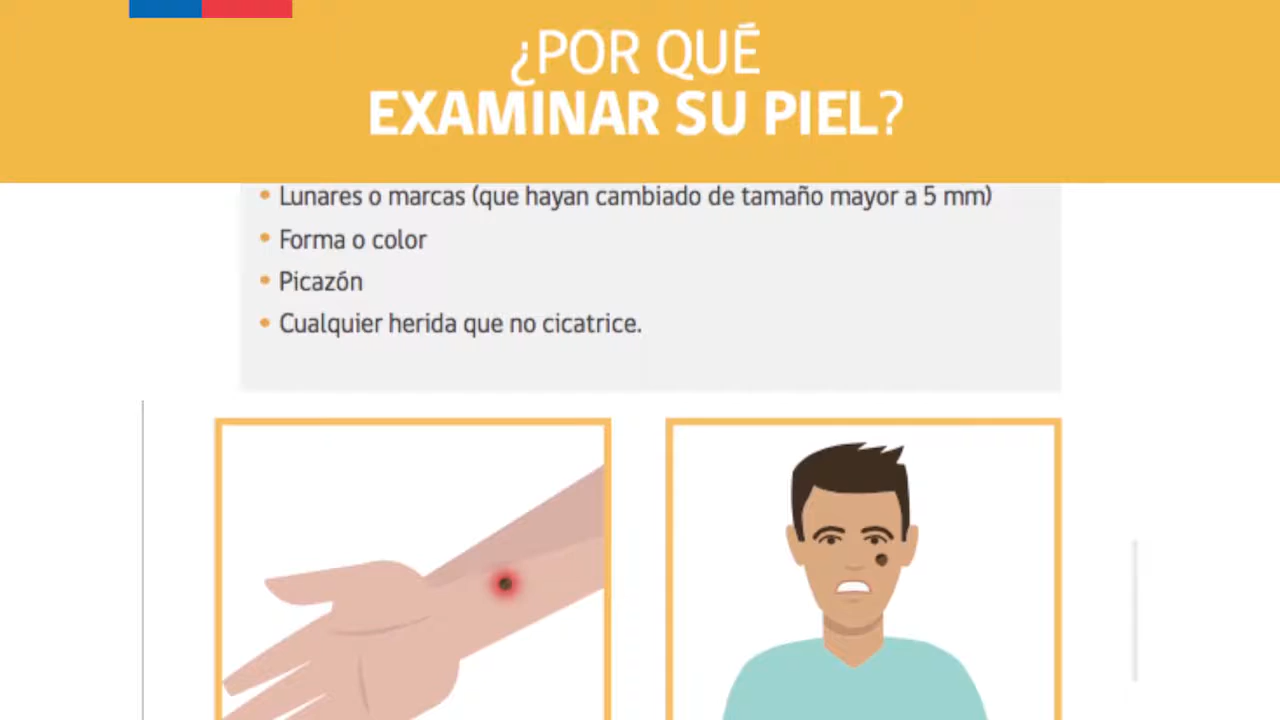 ¿POR QUÉ
EXAMINAR SU PIEL?
• Lunares o marcas (que hayan cambiado de tamaño mayor a 5 mm)
• Forma o color
• Picazón
• Cualquier herida que no cicatrice.